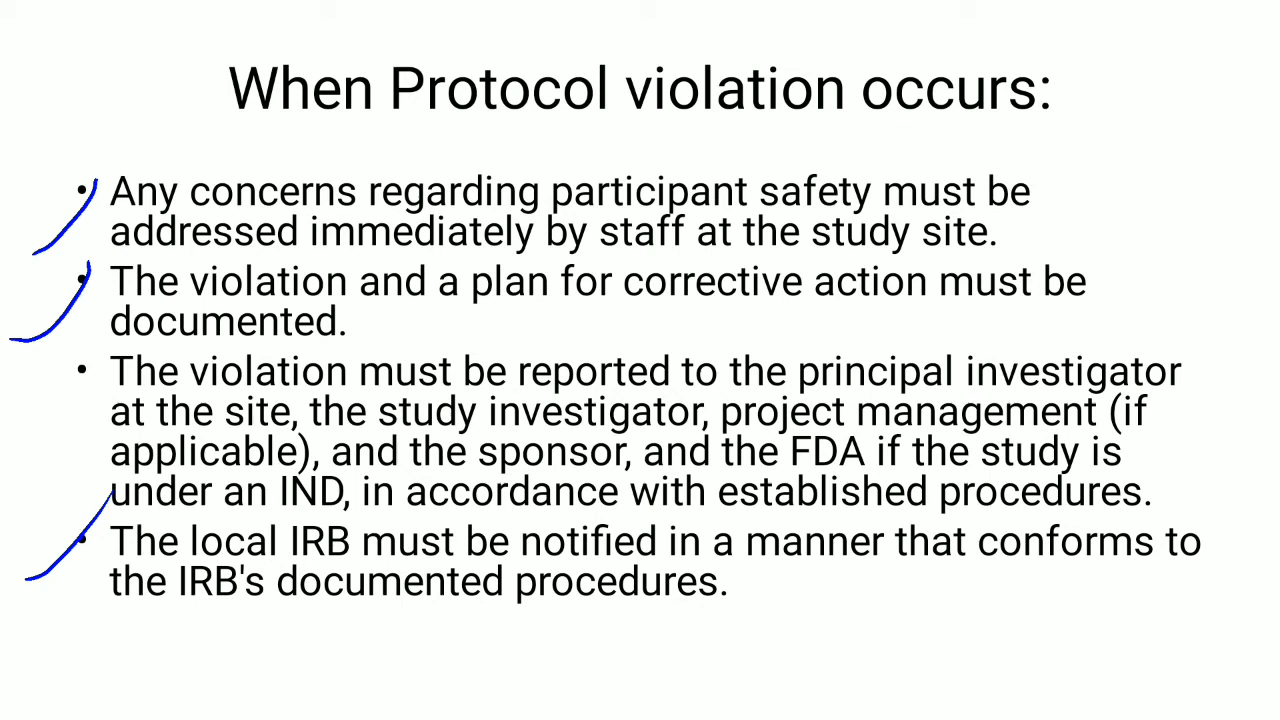 When Protocol violation occurs:
• Any concerns regarding participant safety must be
addressed immediately by staff at the study site.
• The violation and a plan for corrective action must be
documented.
• The violation must be reported to the principal investigator
at the site, the study investigator, project management (if
applicable), and the sponsor, and the FDA if the study is
under an IND, in accordance with established procedures.
• The local IRB must be notified in a manner that conforms to
the IRB's documented procedures.